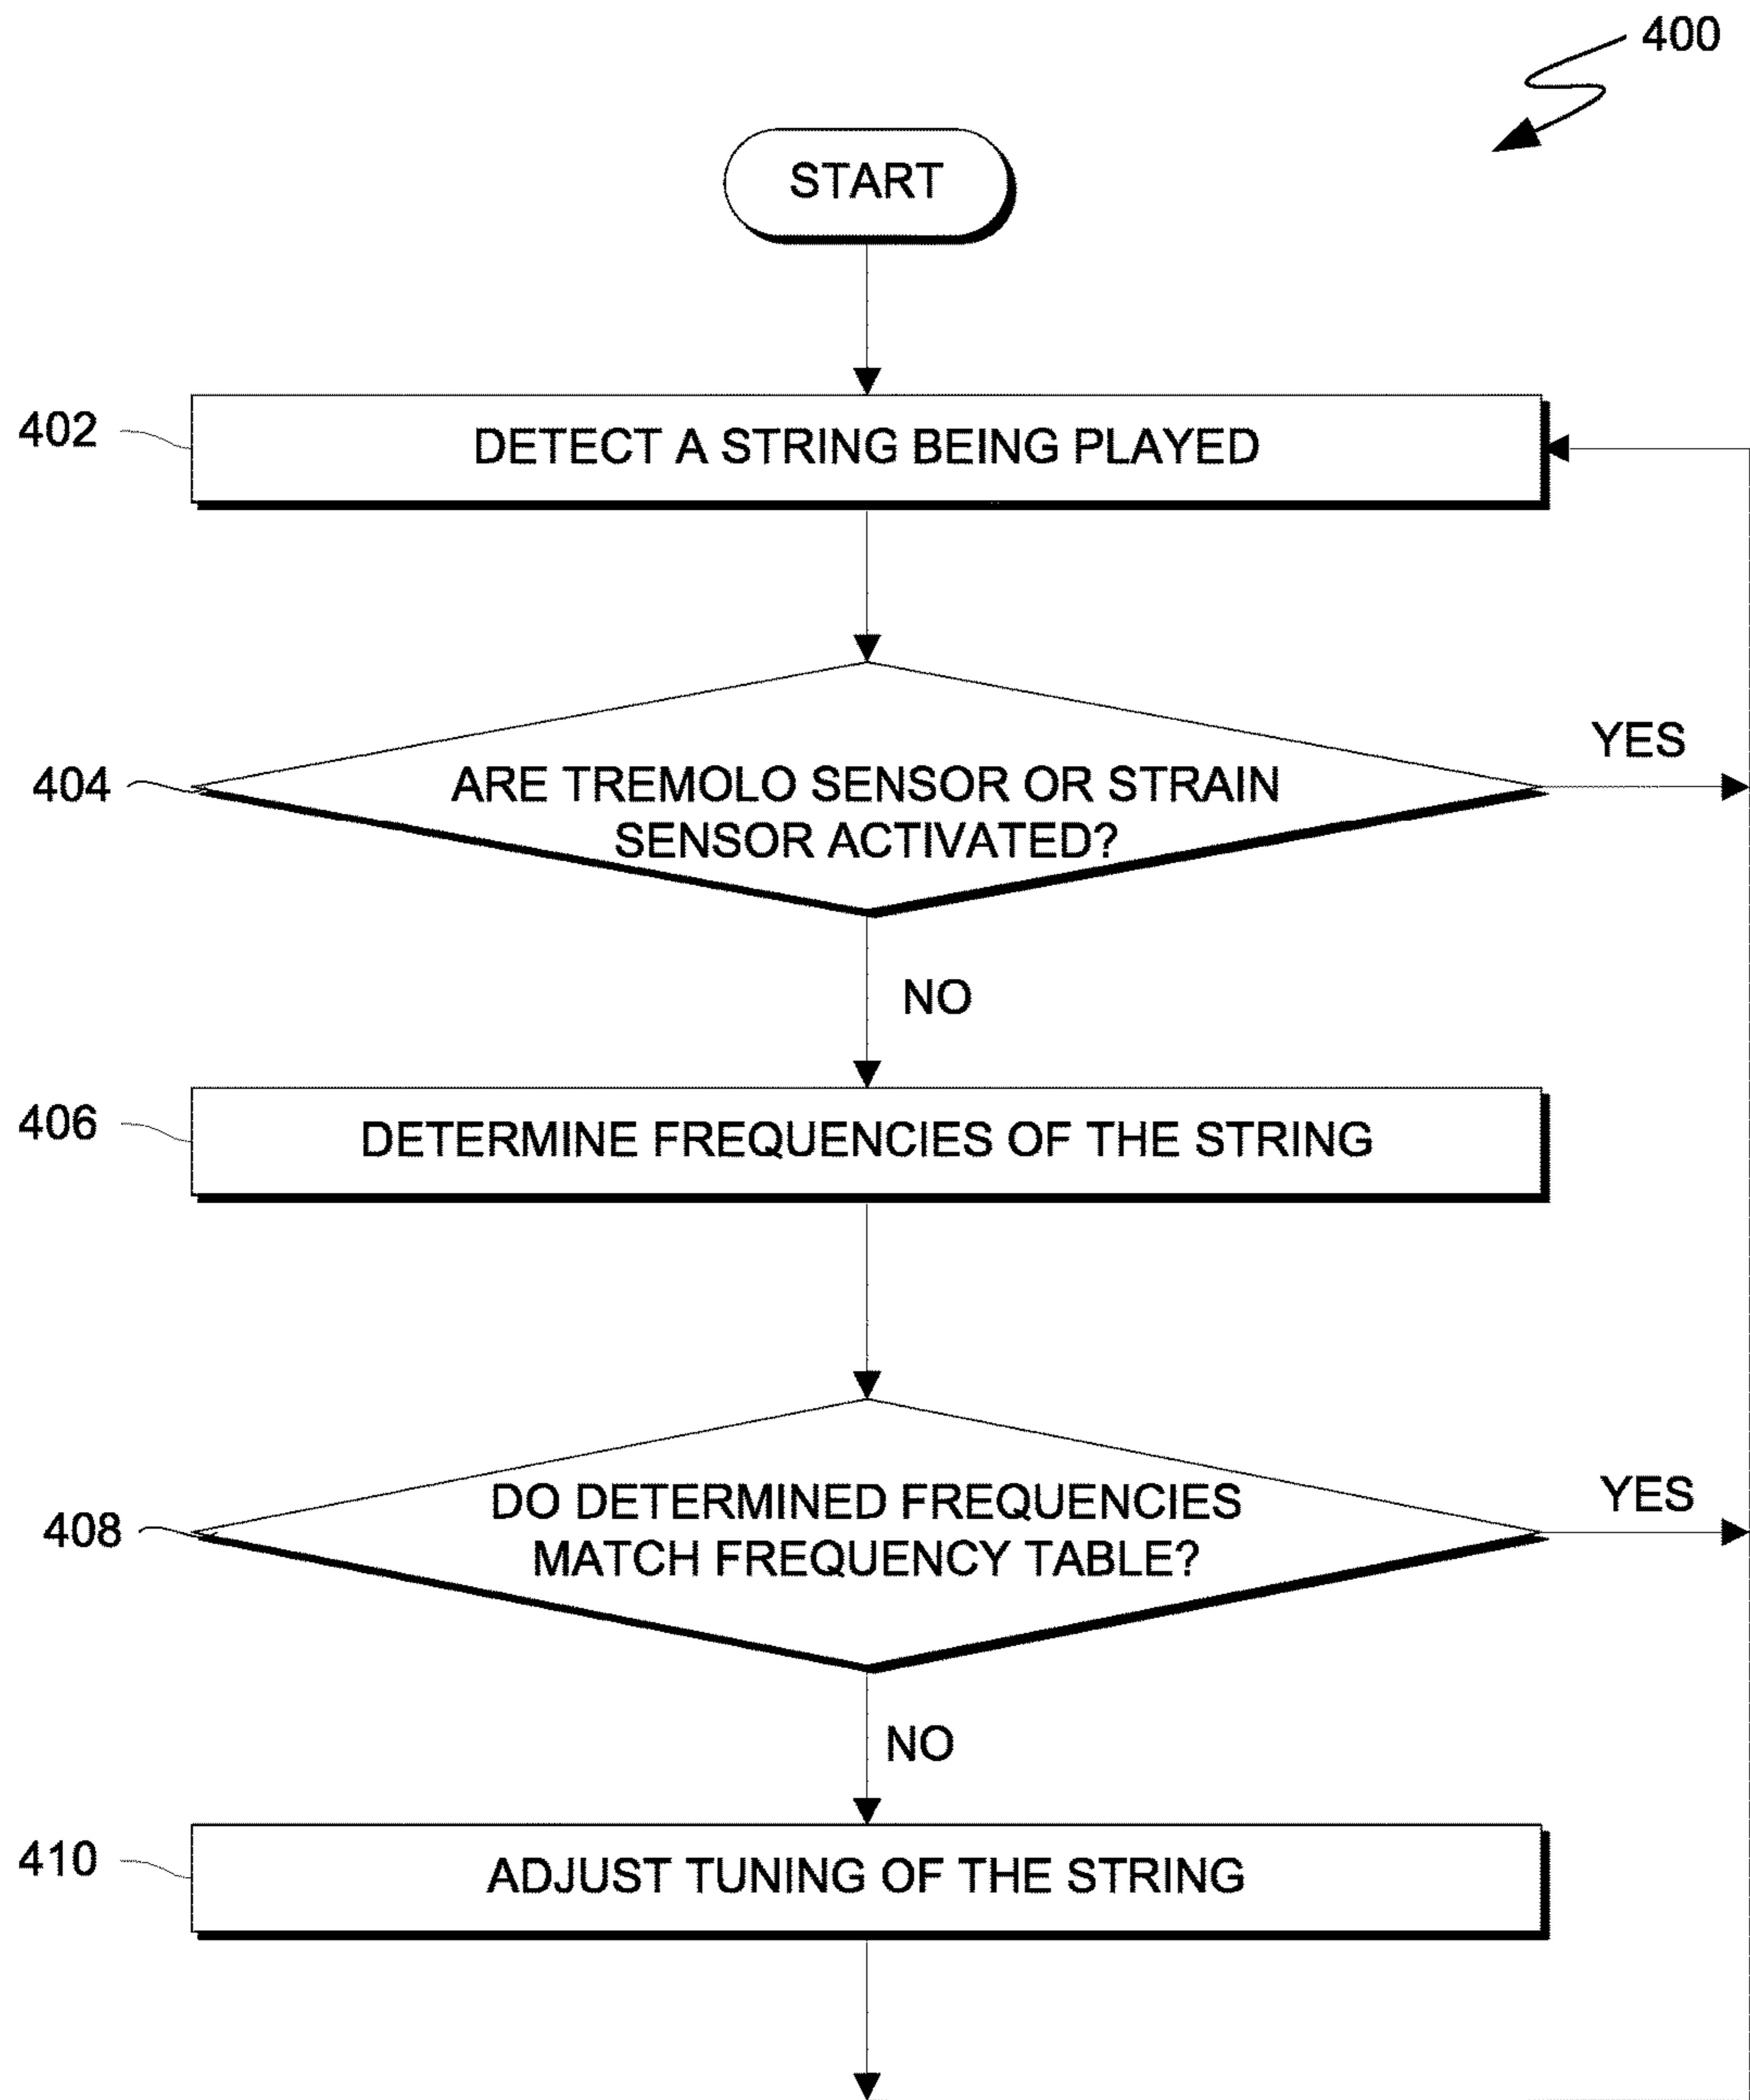 400
START
402
DETECT A STRING BEING PLAYED
YES
404
ARE TREMOLO SENSOR OR STRAIN
SENSOR ACTIVATED?
NO
406
DETERMINE FREQUENCIES OF THE STRING
YES
408
DO DETERMINED FREQUENCIES
MATCH FREQUENCY TABLE?
NO
410
ADJUST TUNING OF THE STRING